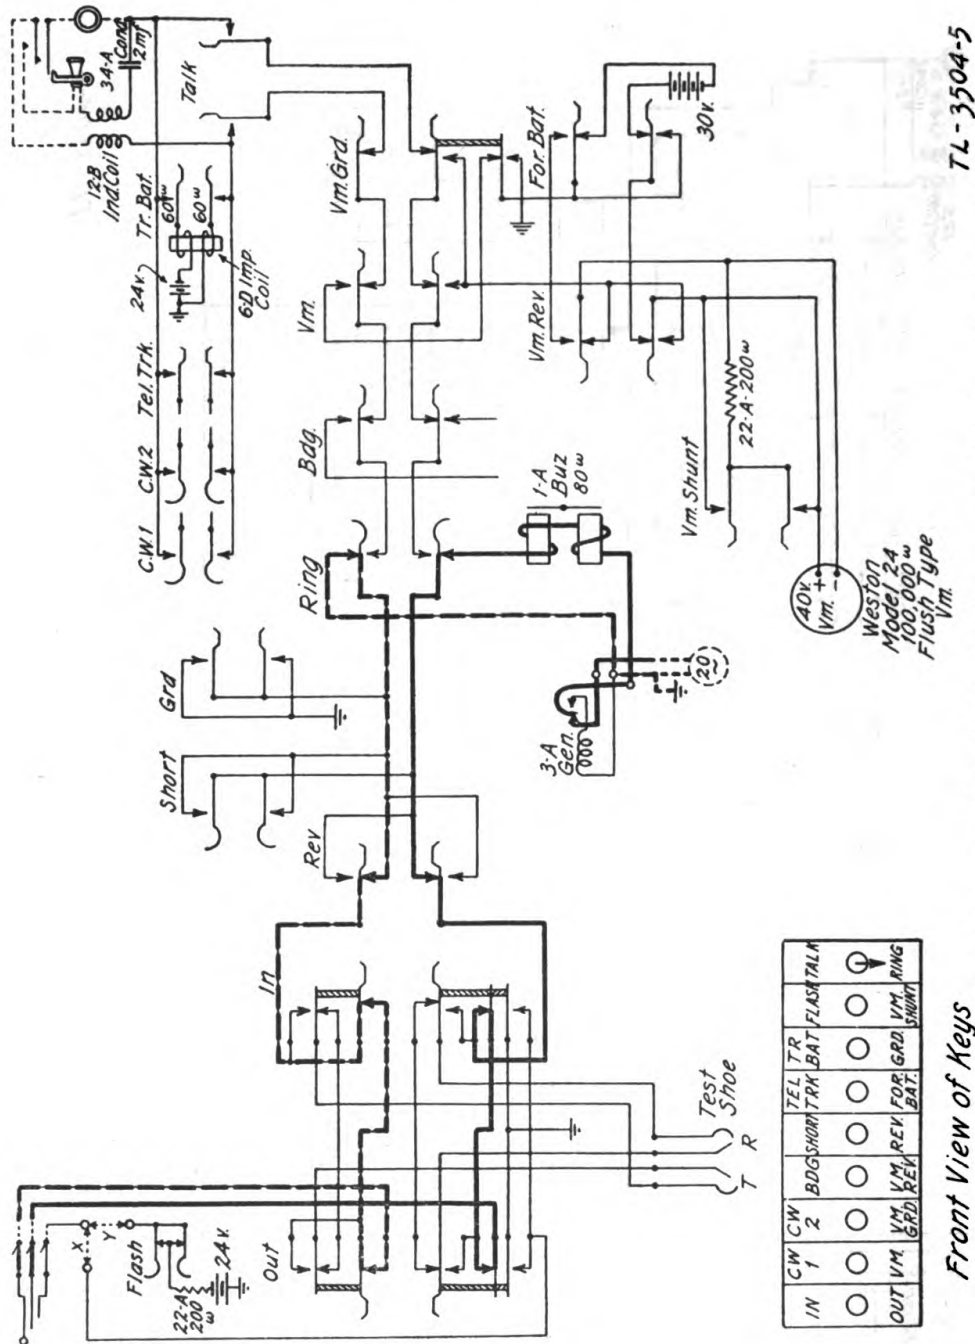 34-A
Cond
2mf
12-B
Ind.Coil
Talk
Tr. Bat.
60ω
60ω
24v.
6-D Imp.
Coil
Tel. Trk.
C.W.2
C.W.1
Vm.Grd.
Vm.
Bdg.
Ring
Grd
Short
Rev
In
Out
For.Bat.
30v.
Vm.Rev.
22-A-200ω
Vm.Shunt
1-A
Buz
80ω
3-A
Gen.
20
~
40v.
Vm.
+
-
Weston
Model 24
100,000ω
Flush Type
Vm.
Test
Shoe
T
R
X
Y
Flash
22-A
200
ω
24v.
IN CW 1 CW 2 BDG SHORT TEL TRK TR BAT FLASH TALK
OUT VM. VM. GRD. VM. REV. REV. FOR. BAT. GRD. VM. SHUNT RING
Front View of Keys
TL-3504-5